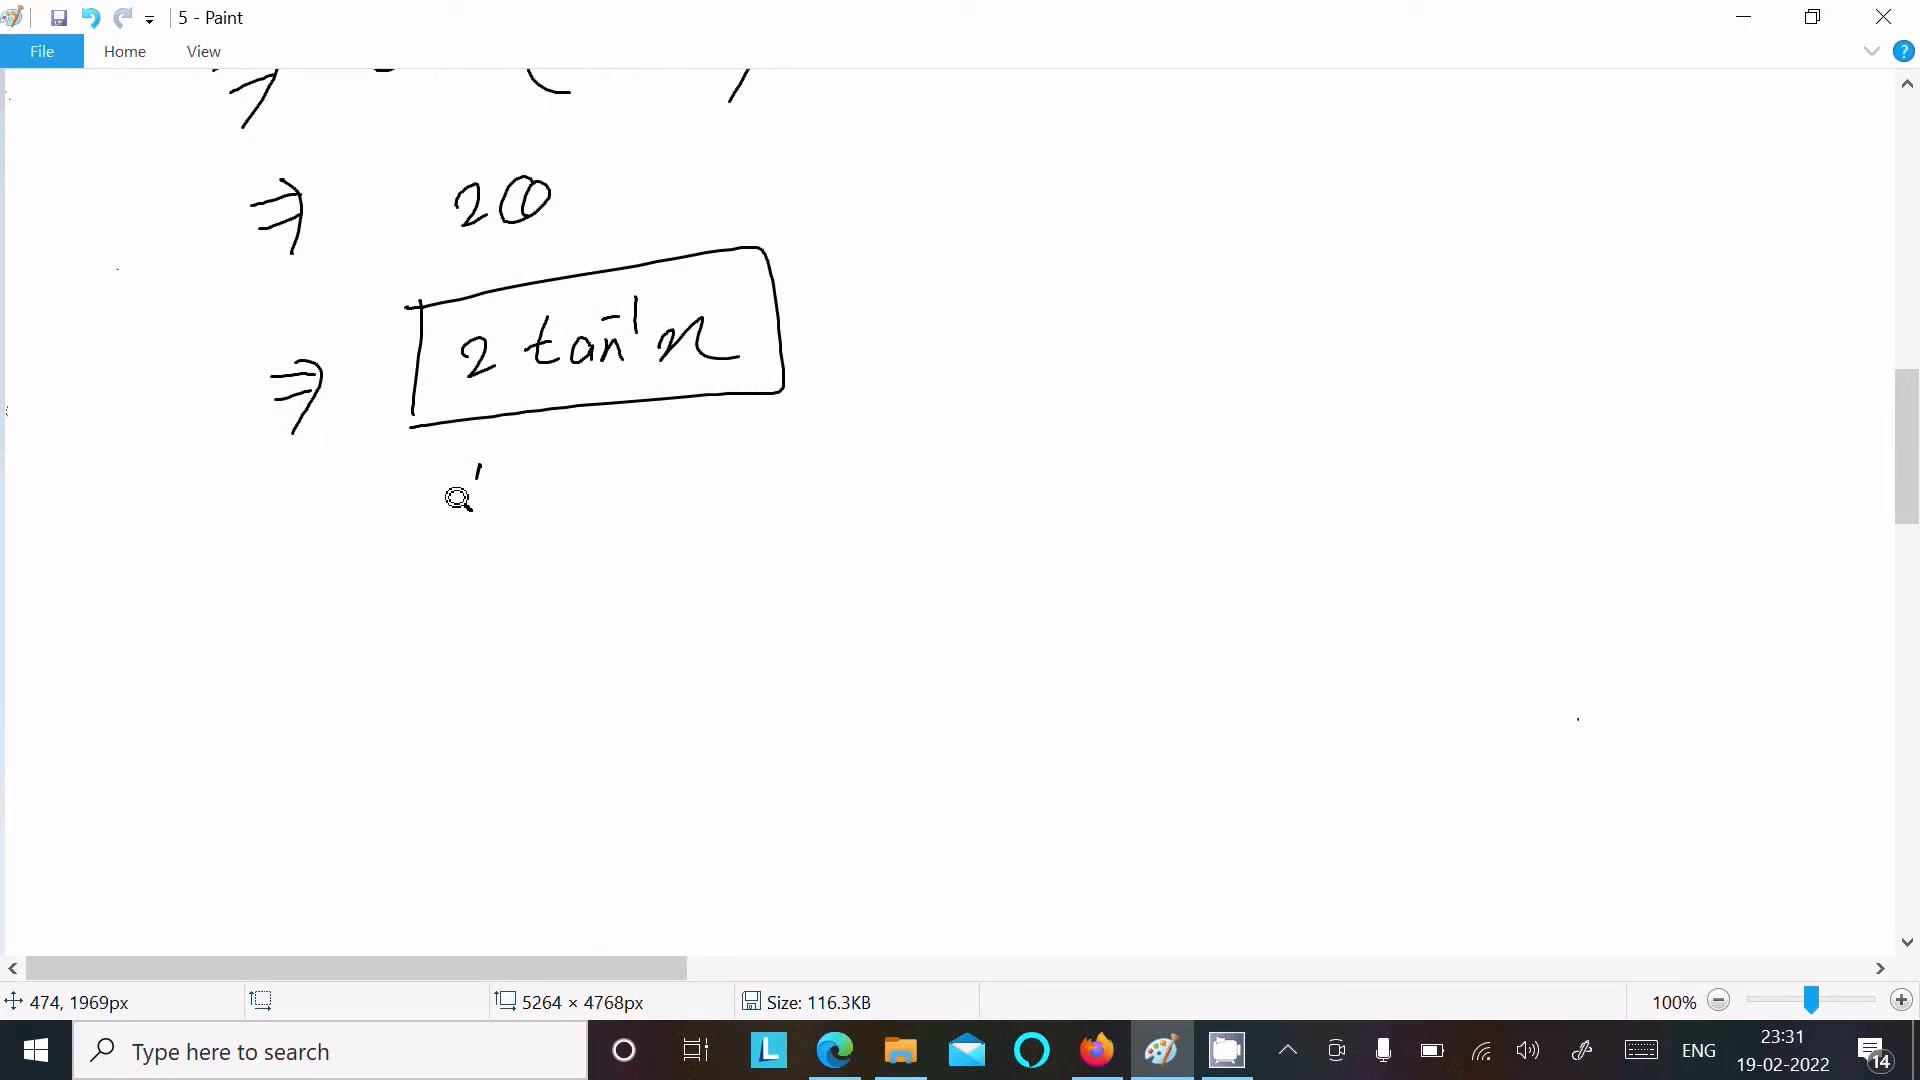 5 - Paint
File Home View
⇒ 2θ
⇒ 2 tan⁻¹ x
474, 1969px 5264 × 4768px Size: 116.3KB 100%
Type here to search L ENG 23:31
19-02-2022 14